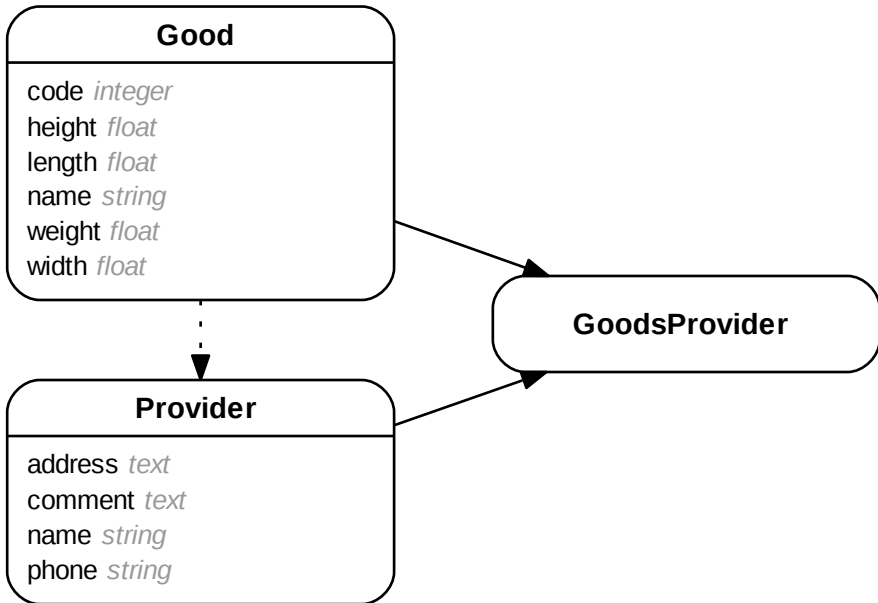 Good
code integer
height float
length float
name string
weight float
width float
GoodsProvider
Provider
address text
comment text
name string
phone string